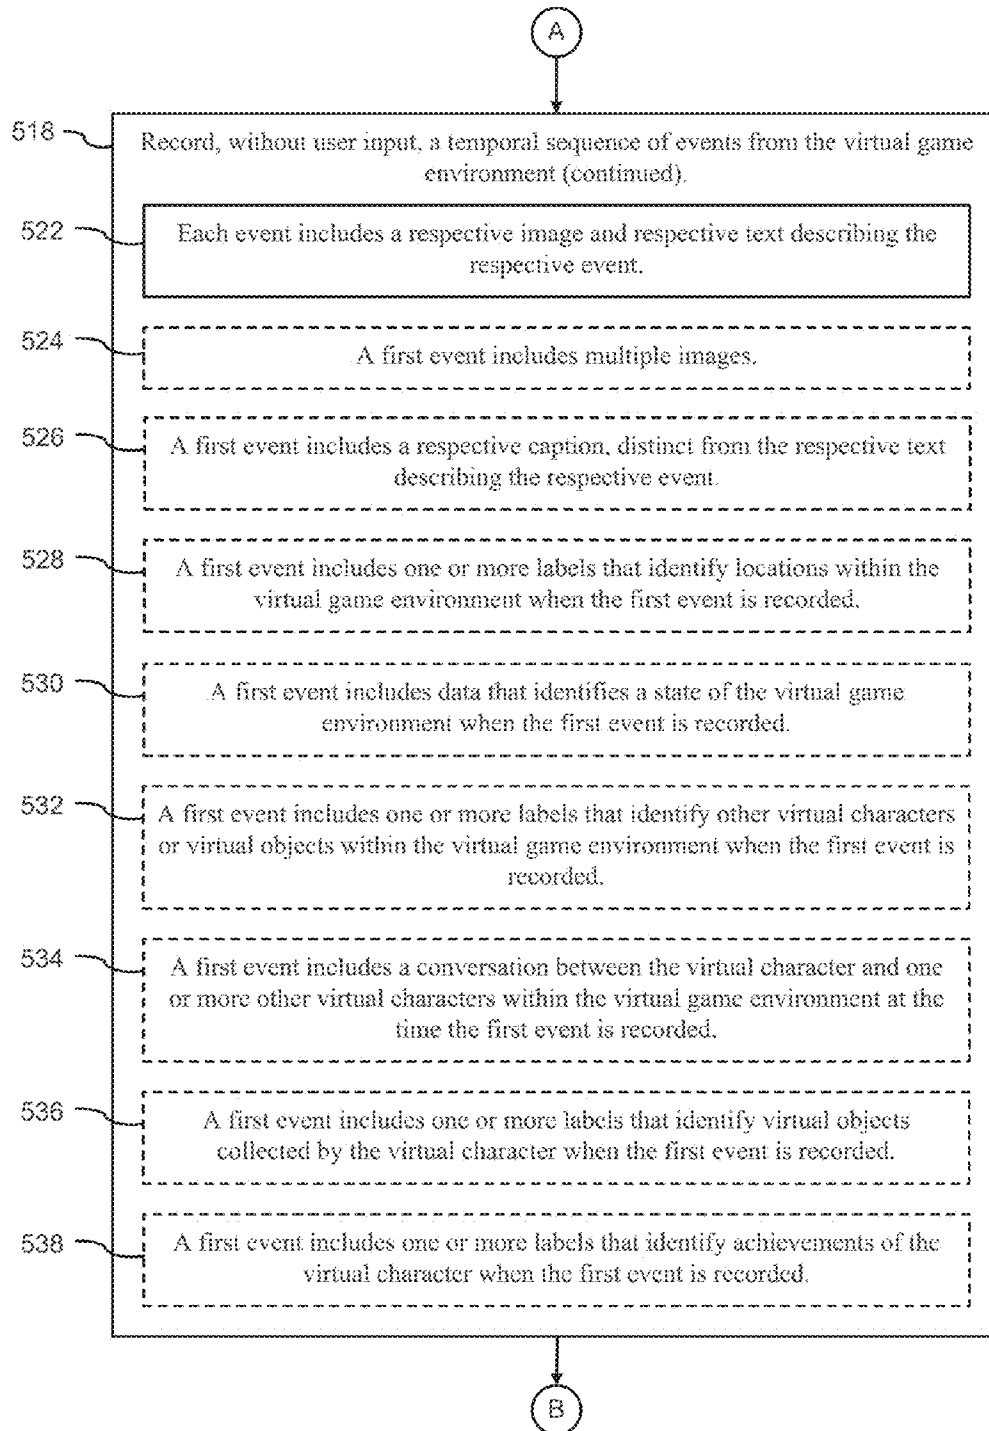 A
518
Record, without user input, a temporal sequence of events from the virtual game
environment (continued).
522
Each event includes a respective image and respective text describing the
respective event.
524
A first event includes multiple images.
526
A first event includes a respective caption, distinct from the respective text
describing the respective event.
528
A first event includes one or more labels that identify locations within the
virtual game environment when the first event is recorded.
530
A first event includes data that identifies a state of the virtual game
environment when the first event is recorded.
532
A first event includes one or more labels that identify other virtual characters
or virtual objects within the virtual game environment when the first event is
recorded.
534
A first event includes a conversation between the virtual character and one
or more other virtual characters within the virtual game environment at the
time the first event is recorded.
536
A first event includes one or more labels that identify virtual objects
collected by the virtual character when the first event is recorded.
538
A first event includes one or more labels that identify achievements of the
virtual character when the first event is recorded.
B